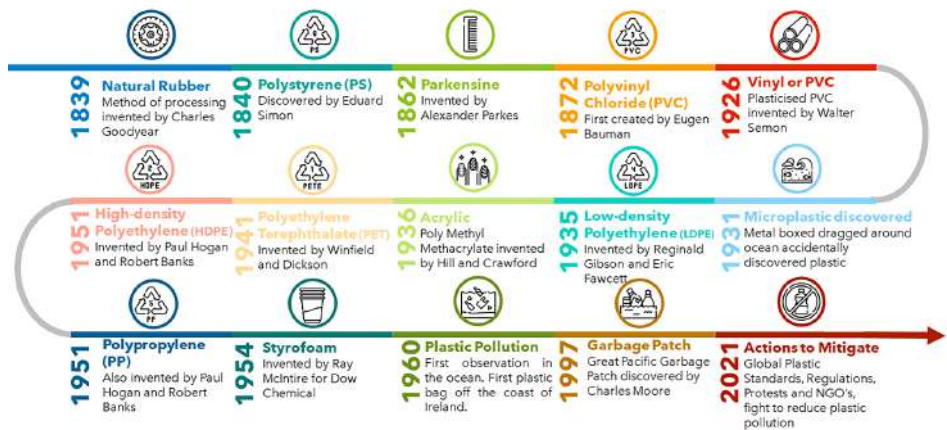 1839
Natural Rubber
Method of processing
invented by Charles
Goodyear
6
PS
1840
Polystyrene (PS)
Discovered by Eduard
Simon
1862
Parkensine
Invented by
Alexander Parkes
3
PVC
1872
Polyvinyl
Chloride (PVC)
First created by Eugen
Bauman
1926
Vinyl or PVC
Plasticised PVC
invented by Walter
Semon
2
HDPE
1951
High-density
Polyethylene (HDPE)
Invented by Paul Hogan
and Robert Banks
1
PETE
1941
Polyethylene
Terephthalate (PET)
Invented by Winfield
and Dickson
1936
Acrylic
Poly Methyl
Methacrylate invented
by Hill and Crawford
4
LDPE
1935
Low-density
Polyethylene (LDPE)
Invented by Reginald
Gibson and Eric
Fawcett
1931
Microplastic discovered
Metal boxed dragged around
ocean accidentally
discovered plastic
5
PP
1951
Polypropylene
(PP)
Also invented by Paul
Hogan and Robert
Banks
1954
Styrofoam
Invented by Ray
McIntire for Dow
Chemical
1960
Plastic Pollution
First observation in
the ocean. First plastic
bag off the coast of
Ireland.
1997
Garbage Patch
Great Pacific Garbage
Patch discovered by
Charles Moore
2021
Actions to Mitigate
Global Plastic
Standards, Regulations,
Protests and NGO's,
fight to reduce plastic
pollution